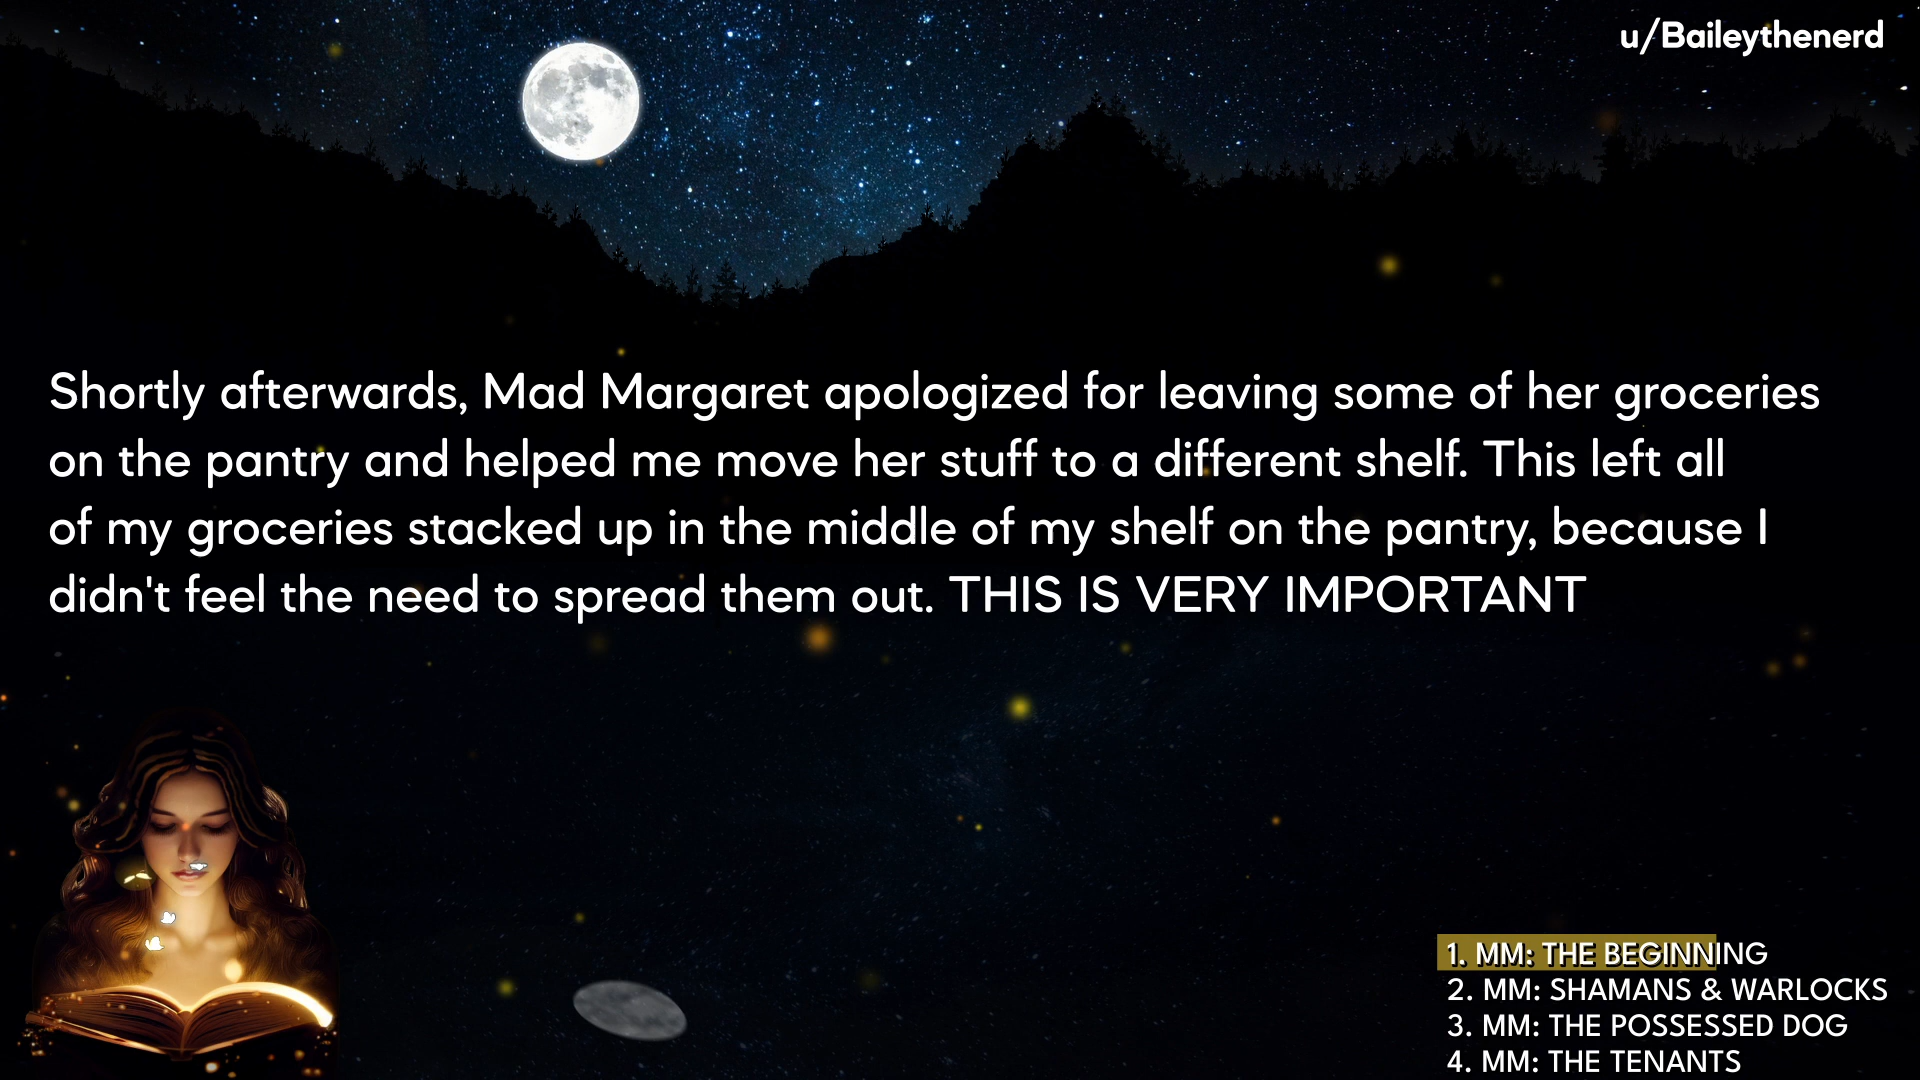 u/Baileythenerd
Shortly afterwards, Mad Margaret apologized for leaving some of her groceries
on the pantry and helped me move her stuff to a different shelf. This left all
of my groceries stacked up in the middle of my shelf on the pantry, because I
didn't feel the need to spread them out. THIS IS VERY IMPORTANT
1. MM: THE BEGINNING
2. MM: SHAMANS & WARLOCKS
3. MM: THE POSSESSED DOG
4. MM: THE TENANTS